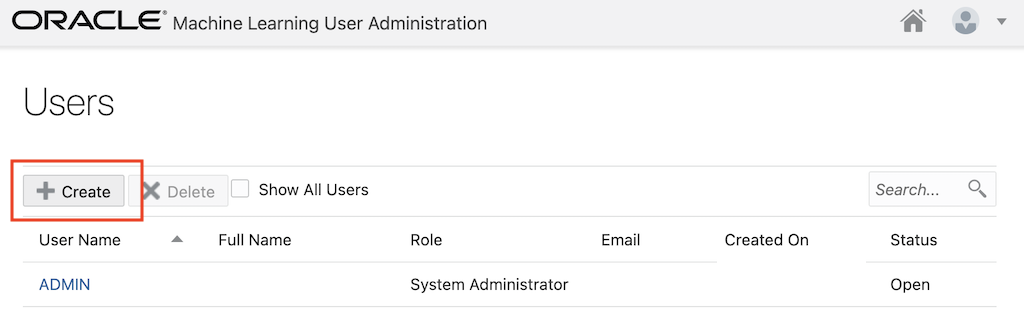 ORACLE® Machine Learning User Administration
Users
Create Delete Show All Users Search...
User Name Full Name Role Email Created On Status
ADMIN System Administrator Open